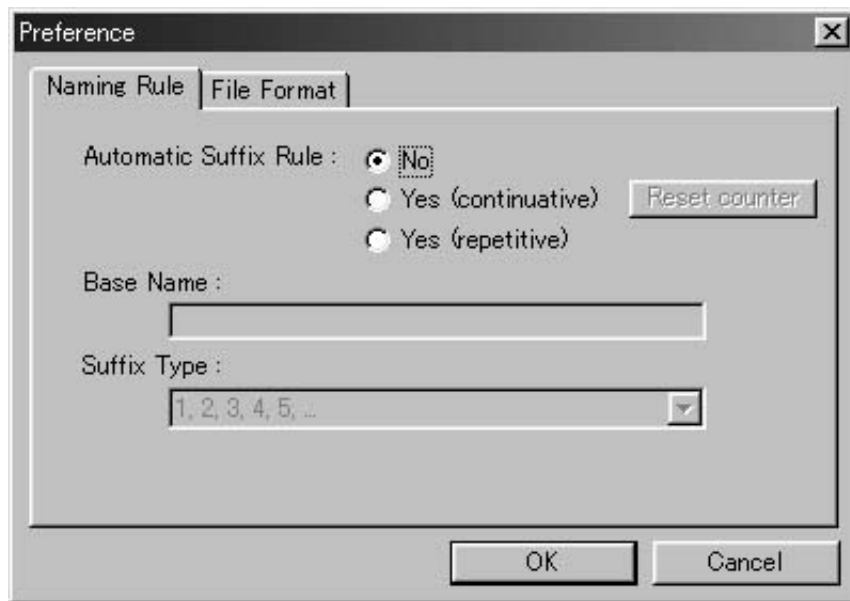 Preference
Naming Rule File Format
Automatic Suffix Rule : No
Yes (continuative) Reset counter
Yes (repetitive)
Base Name :
Suffix Type :
1, 2, 3, 4, 5, ...
OK Cancel